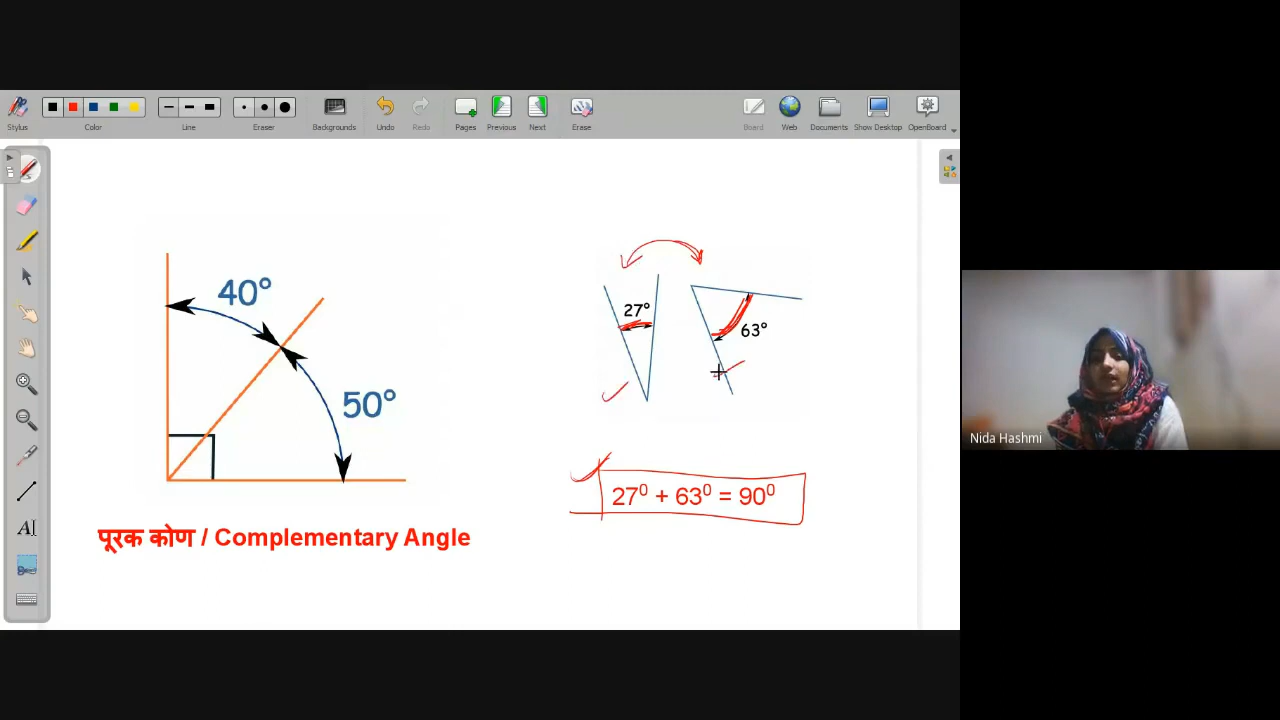 Stylus
Color
Line
Eraser
Backgrounds
Undo
Redo
Pages
Previous
Next
Erase
Board
Web
Documents
Show Desktop
OpenBoard
40°
50°
27°
63°
27⁰ + 63⁰ = 90⁰
पूरक कोण / Complementary Angle
AI
Nida Hashmi